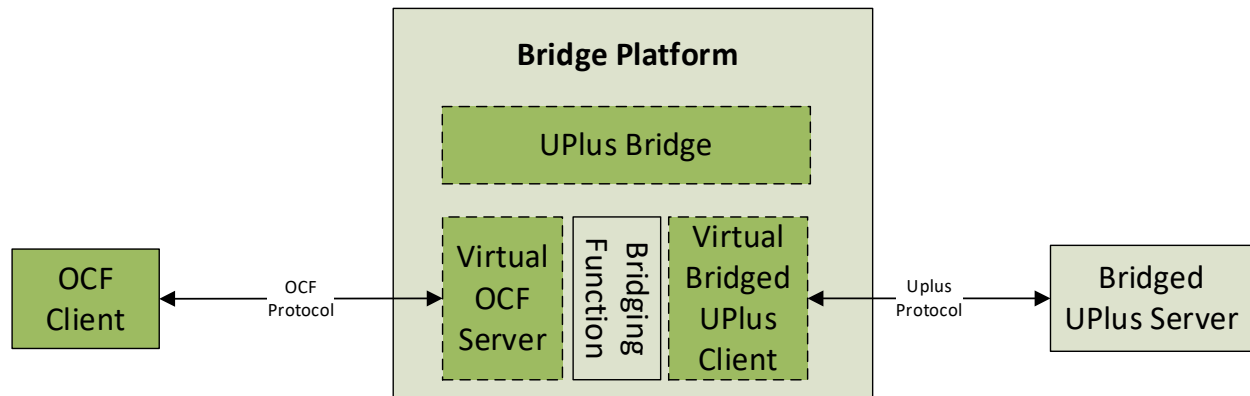 Bridge Platform
UPlus Bridge
OCF
Client
OCF
Protocol
Virtual
OCF
Server
Bridging
Function
Virtual
Bridged
UPlus
Client
Uplus
Protocol
Bridged
UPlus Server